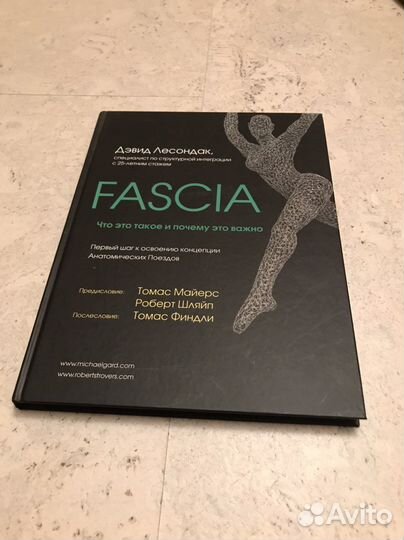 Дэвид Лесондак,
специалист по структурной интеграции
с 25-летним стажем
FASCIA
Что это такое и почему это важно
Первый шаг к освоению концепции
Анатомических Поездов
Предисловие: Томас Майерс
Роберт Шляйп
Послесловие: Томас Финдли
www.michaelgard.com
www.robertstrovers.com
Avito